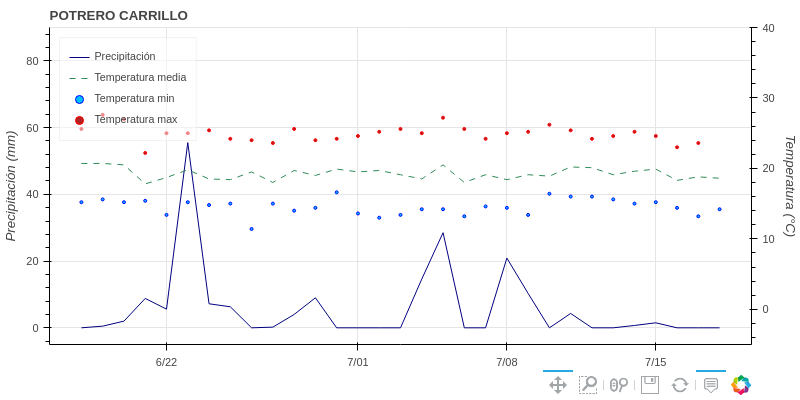 POTRERO CARRILLO
Precipitación
Temperatura media
Temperatura min
Temperatura max
Precipitación (mm)
80
60
40
20
0
Temperatura (°C)
40
30
20
10
0
6/22
7/01
7/08
7/15